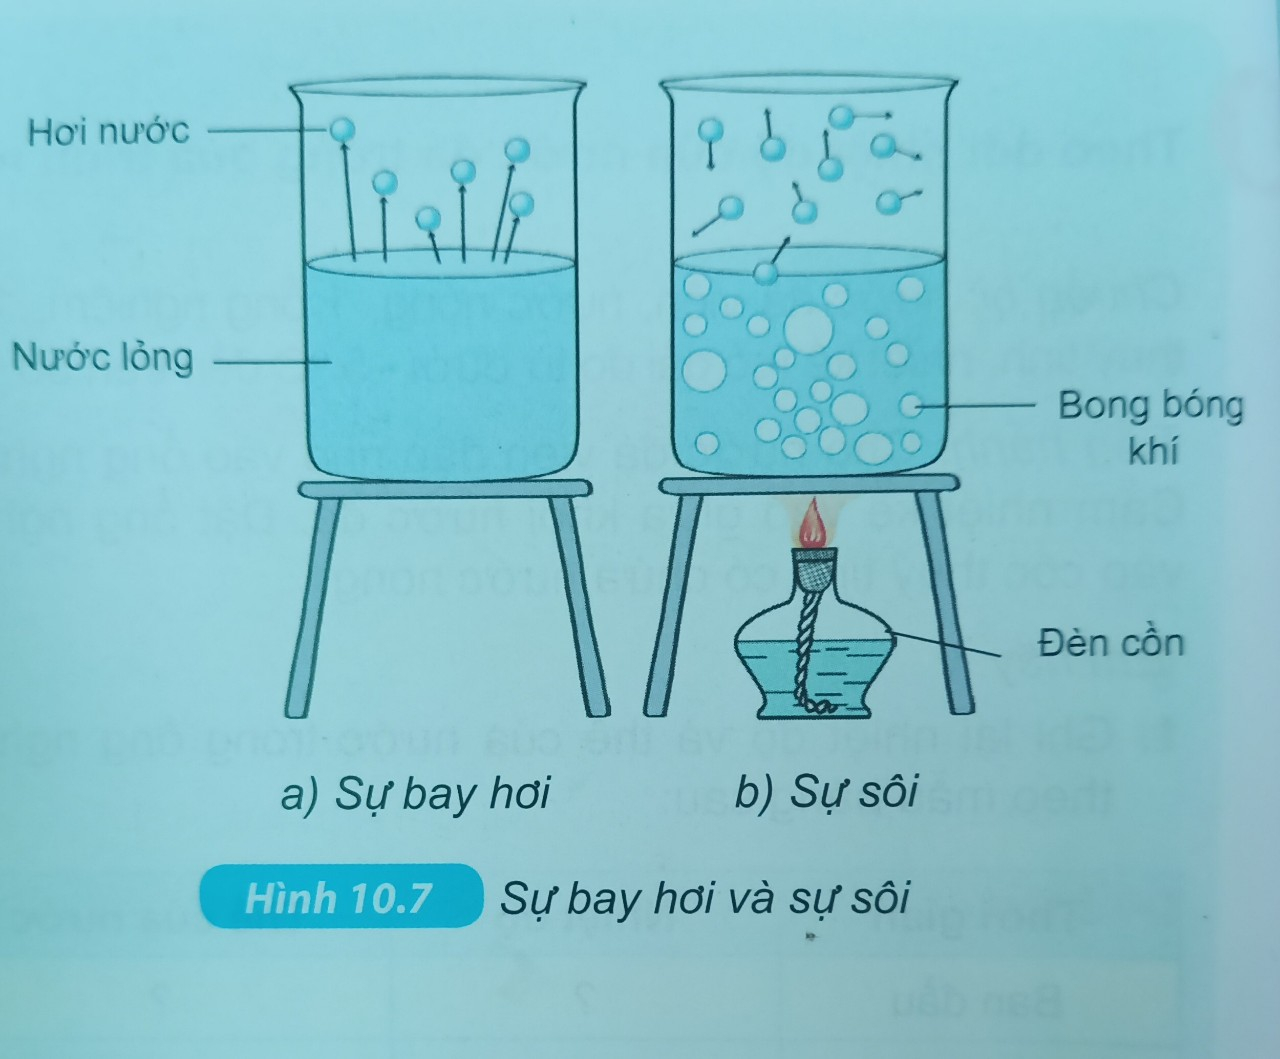 Hơi nước
Nước lỏng
Bong bóng
khí
Đèn cồn
a) Sự bay hơi
b) Sự sôi
Hình 10.7 Sự bay hơi và sự sôi